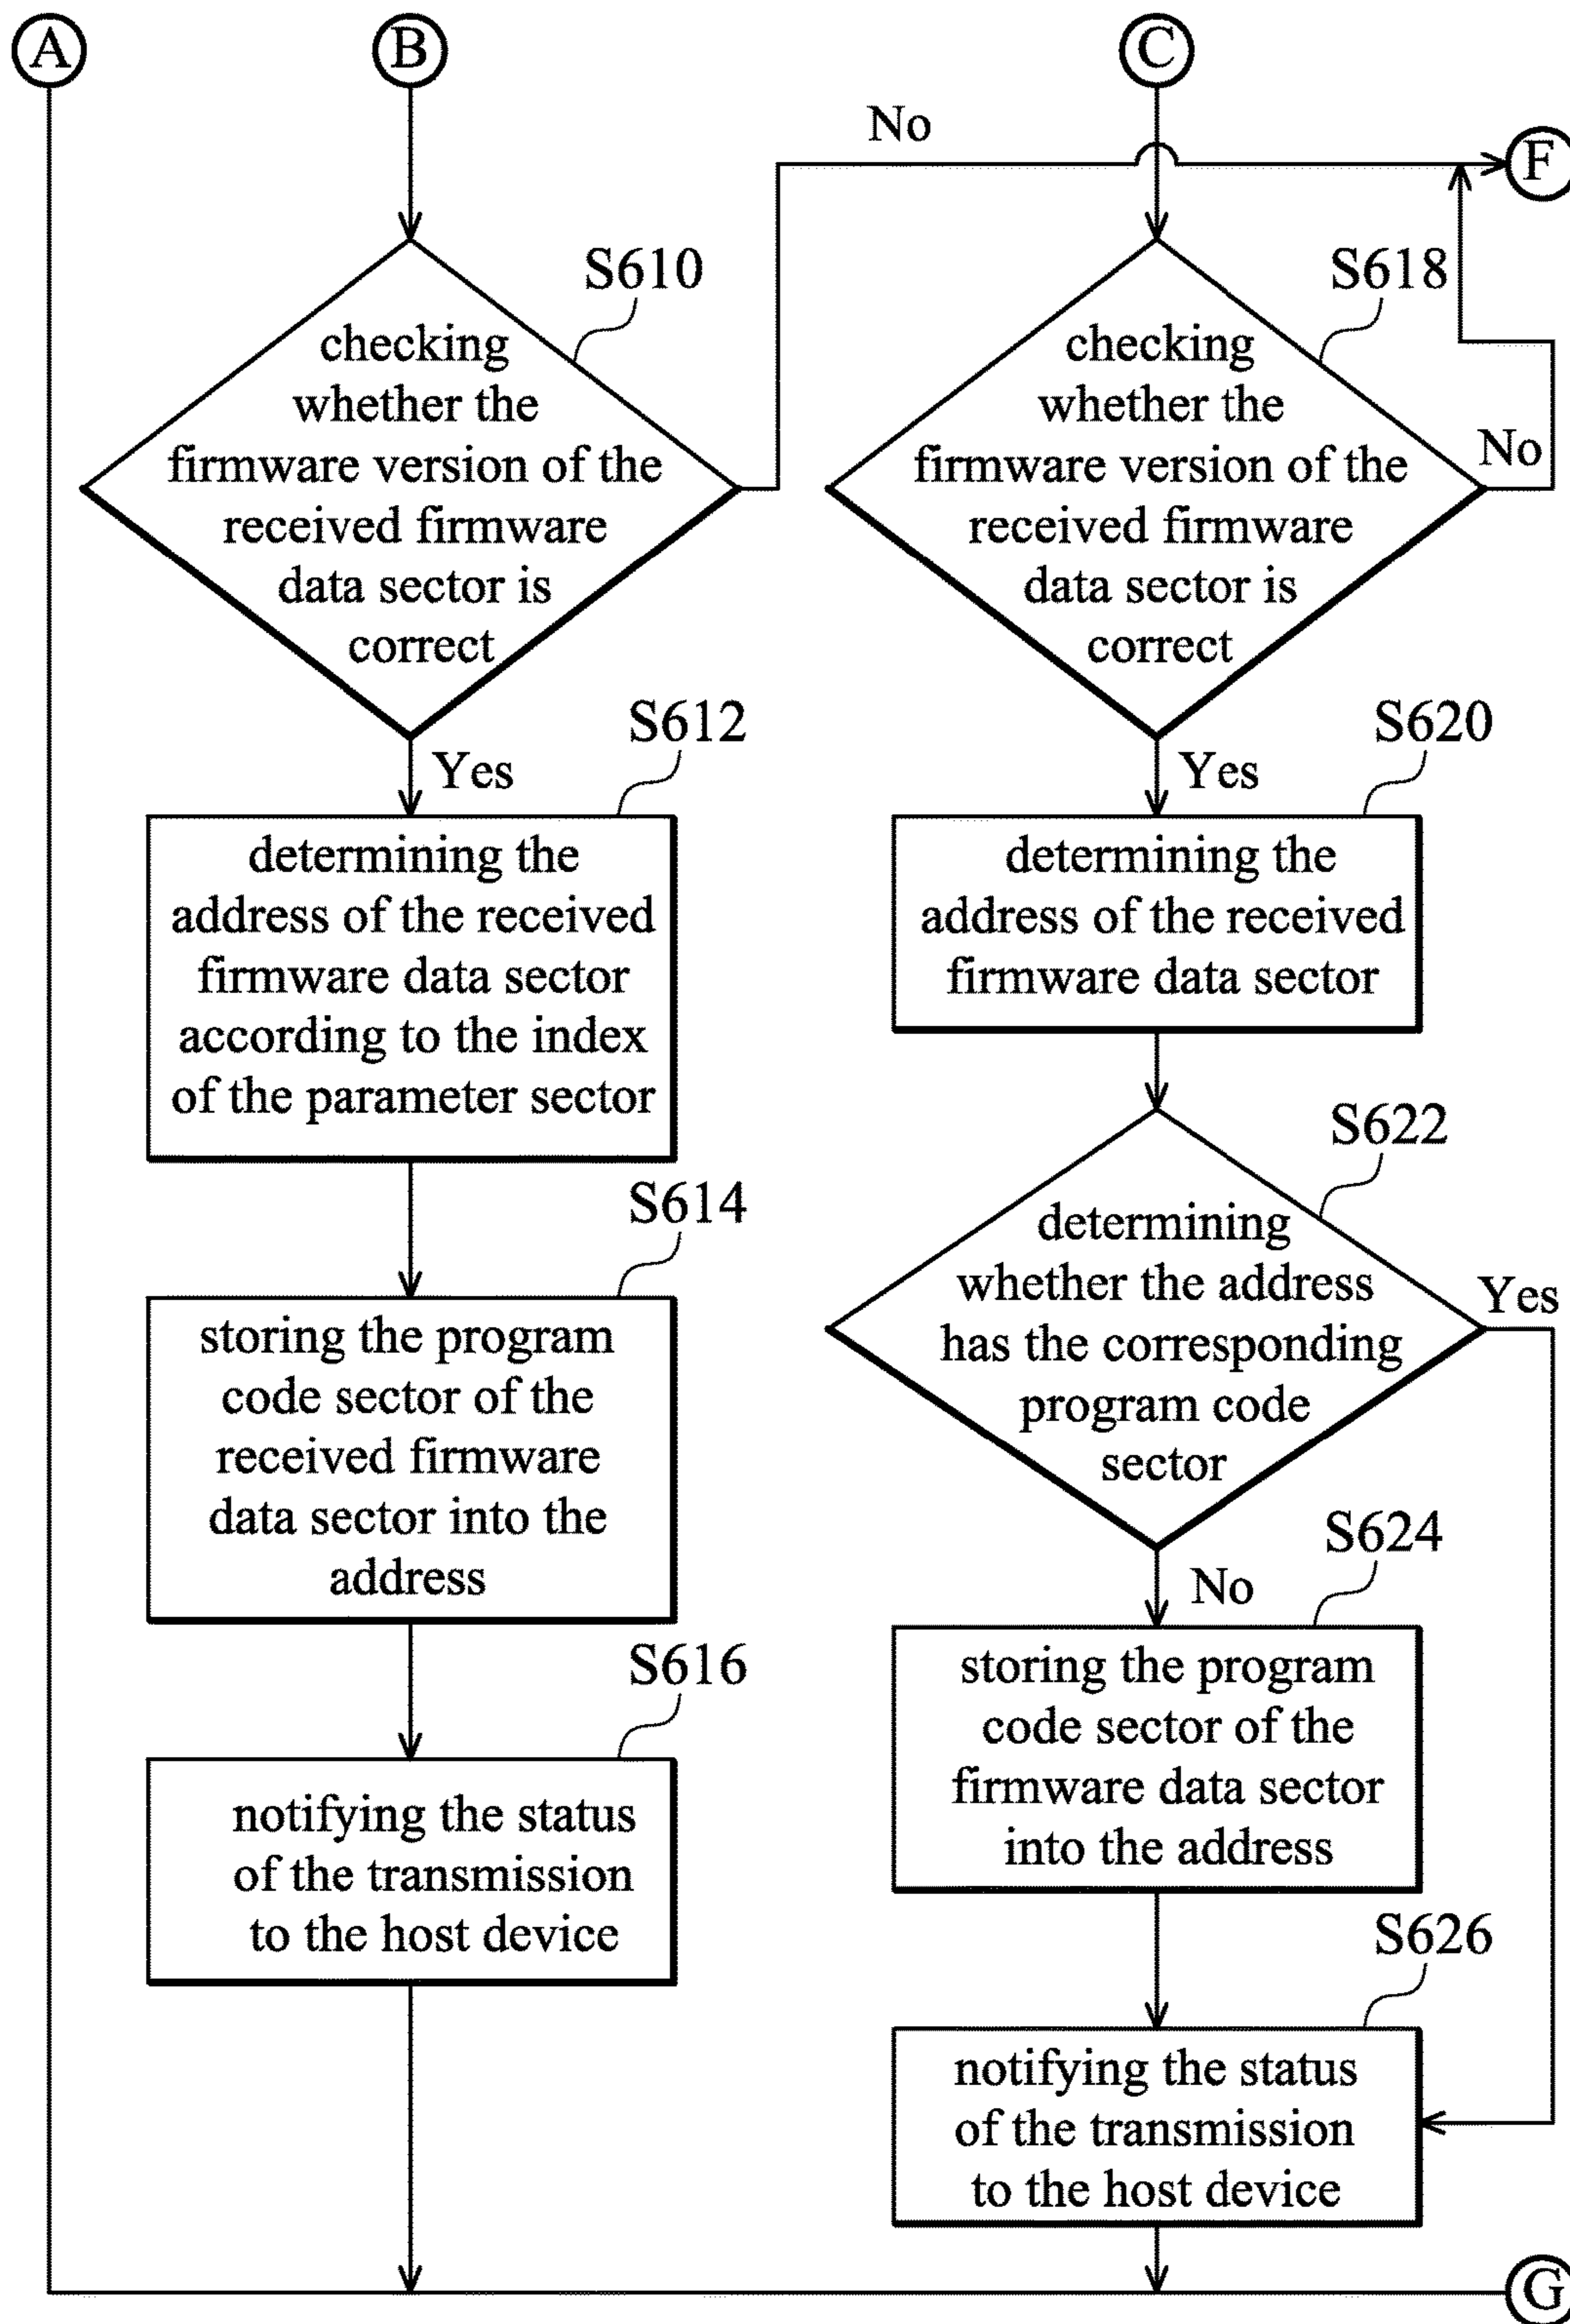 A
B
C
No
F
S610
checking
whether the
firmware version of the
received firmware
data sector is
correct
S618
checking
whether the
firmware version of the
received firmware
data sector is
correct
No
Yes
S612
determining the
address of the received
firmware data sector
according to the index
of the parameter sector
Yes
S620
determining the
address of the received
firmware data sector
S614
storing the program
code sector of the
received firmware
data sector into the
address
S622
determining
whether the address
has the corresponding
program code
sector
Yes
No
S616
notifying the status
of the transmission
to the host device
S624
storing the program
code sector of the
firmware data sector
into the address
S626
notifying the status
of the transmission
to the host device
G